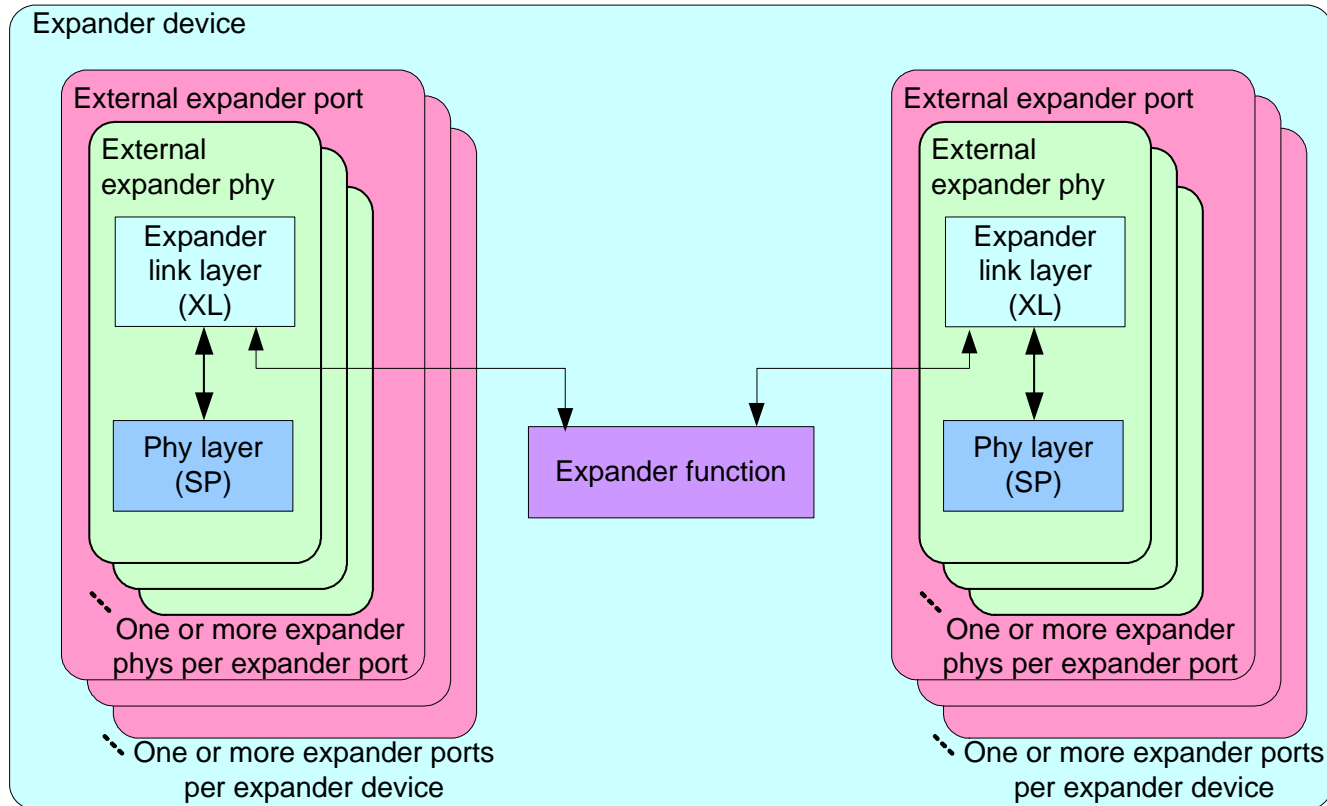 Expander device
External expander port
External
expander phy
Expander
link layer
(XL)
Phy layer
(SP)
One or more expander
phys per expander port
One or more expander ports
per expander device
Expander function
External expander port
External
expander phy
Expander
link layer
(XL)
Phy layer
(SP)
One or more expander
phys per expander port
One or more expander ports
per expander device